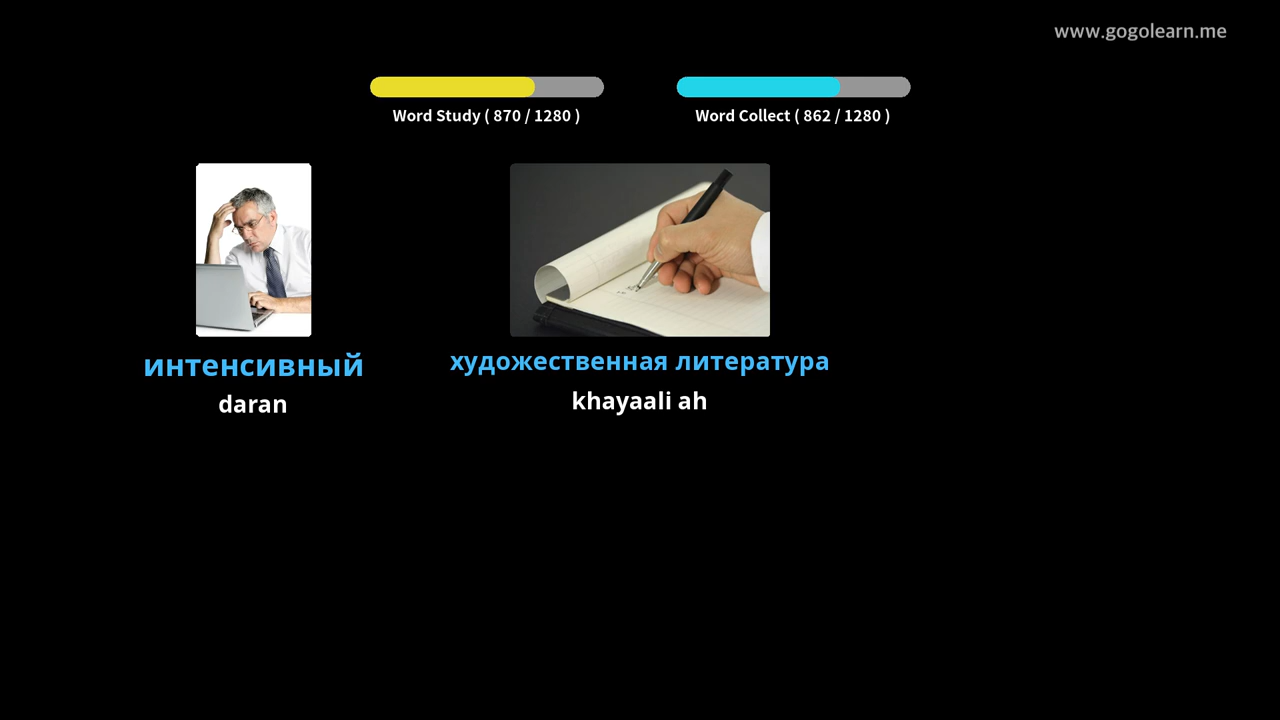 www.gogolearn.me
Word Study ( 870 / 1280 )
Word Collect ( 862 / 1280 )
интенсивный
daran
художественная литература
khayaali ah